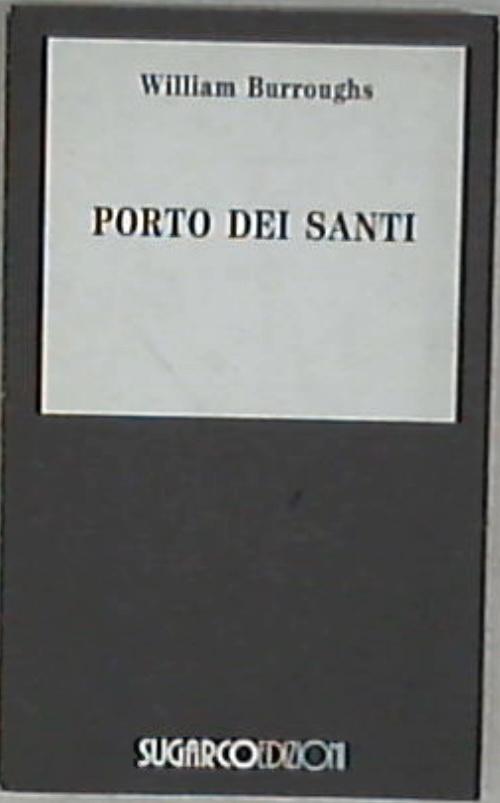 William Burroughs
PORTO DEI SANTI
SUGARCOEDIZIONI